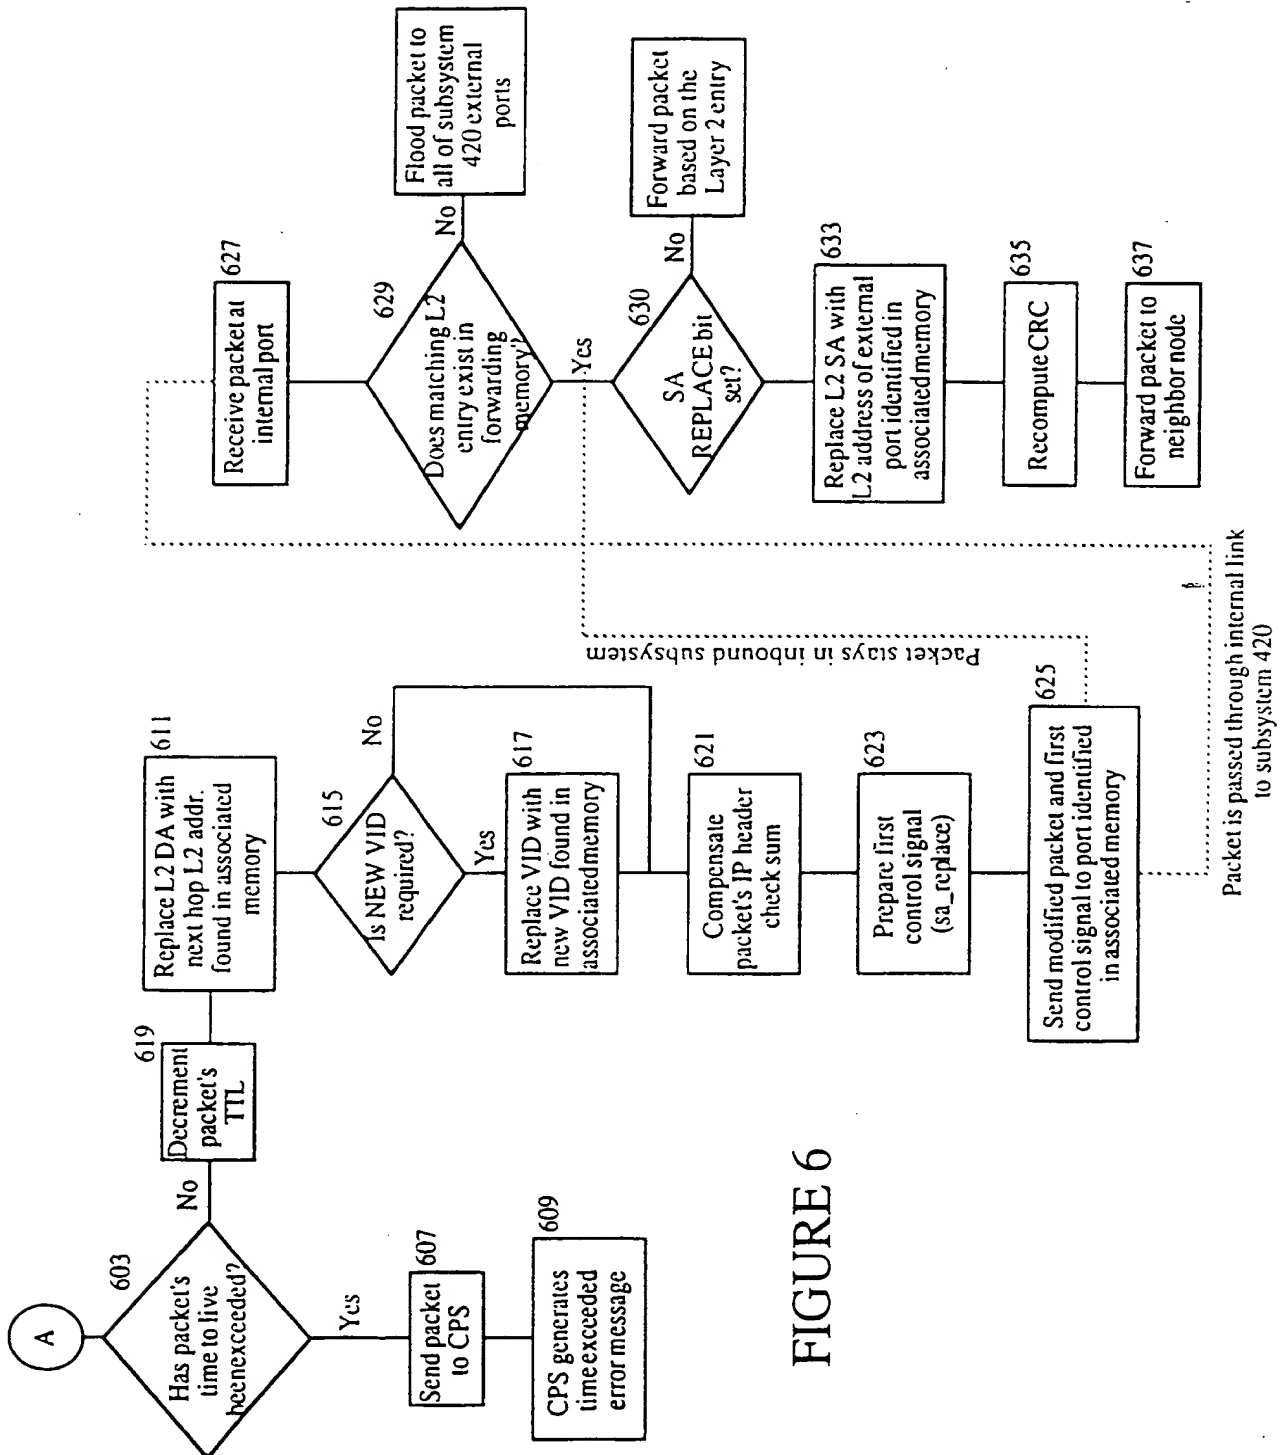 A
603
Has packet's
time to live
beenexceeded?
No
Yes
607
Send packet
to CPS
609
CPS generates
time exceeded
error message
619
Decrement
packet's
TTL
611
Replace L2 DA with
next hop L2 addr.
found in associated
memory
615
Is NEW VID
required?
No
Yes
617
Replace VID with
new VID found in
associated memory
621
Compensate
packet's IP header
check sum
623
Prepare first
control signal
(sa_replace)
625
Send modified packet and first
control signal to port identified
in associated memory
Packet stays in inbound subsystem
Packet is passed through internal link
to subsystem 420
627
Receive packet at
internal port
629
Does matching L2
entry exist in
forwarding
memory?
No
Flood packet to
all of subsystem
420 external
ports
Yes
630
SA
REPLACE bit
set?
No
Forward packet
based on the
Layer 2 entry
633
Replace L2 SA with
L2 address of external
port identified in
associated memory
635
Recompute CRC
637
Forward packet to
neighbor node
FIGURE 6